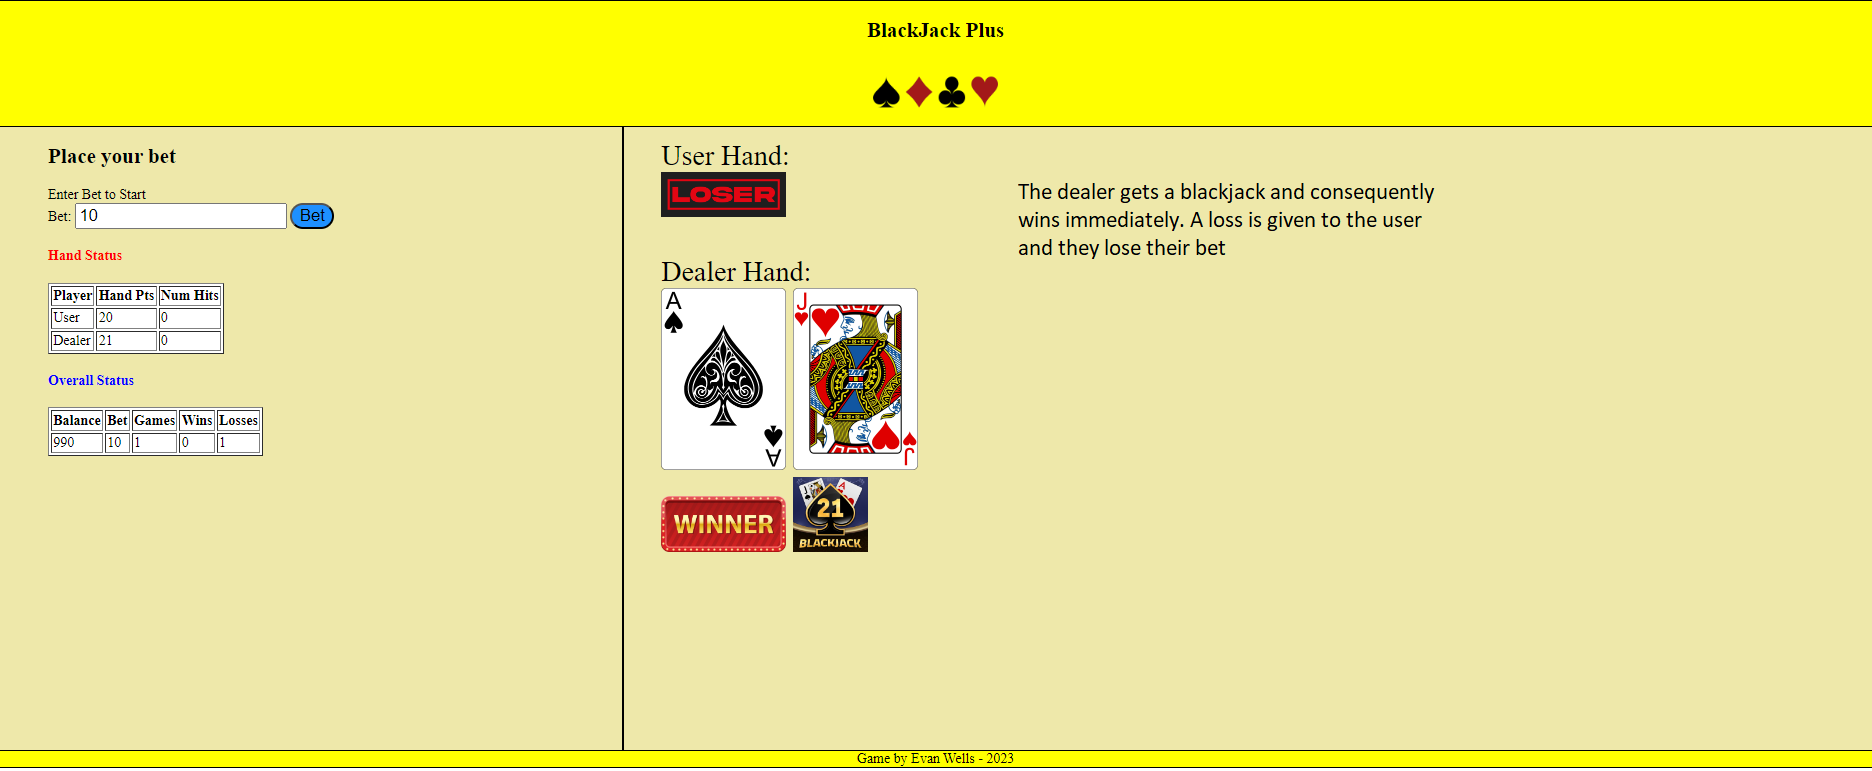 BlackJack Plus
Place your bet
Enter Bet to Start
Bet: 10 Bet
Hand Status
Player Hand Pts Num Hits
User 20 0
Dealer 21 0
Overall Status
Balance Bet Games Wins Losses
990 10 1 0 1
User Hand:
LOSER
The dealer gets a blackjack and consequently
wins immediately. A loss is given to the user
and they lose their bet
Dealer Hand:
A J
A J
WINNER
J A
21
BLACKJACK
Game by Evan Wells - 2023